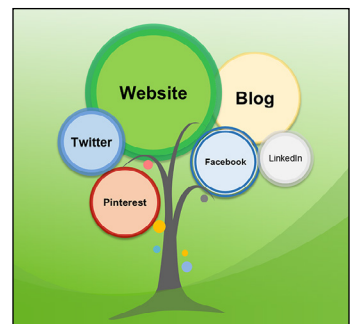 Website
Blog
Twitter
Facebook
LinkedIn
Pinterest